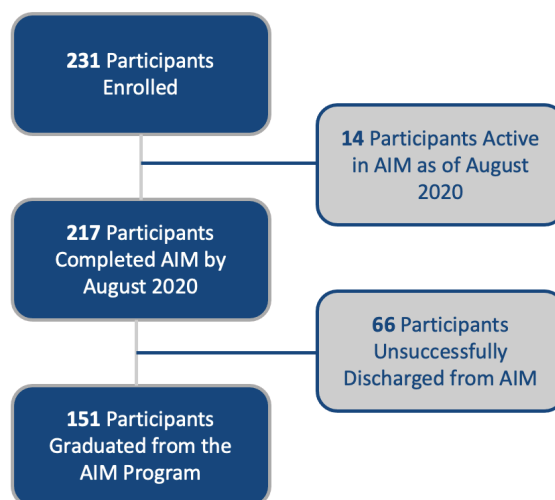 231 Participants
Enrolled
14 Participants Active
in AIM as of August
2020
217 Participants
Completed AIM by
August 2020
66 Participants
Unsuccessfully
Discharged from AIM
151 Participants
Graduated from the
AIM Program